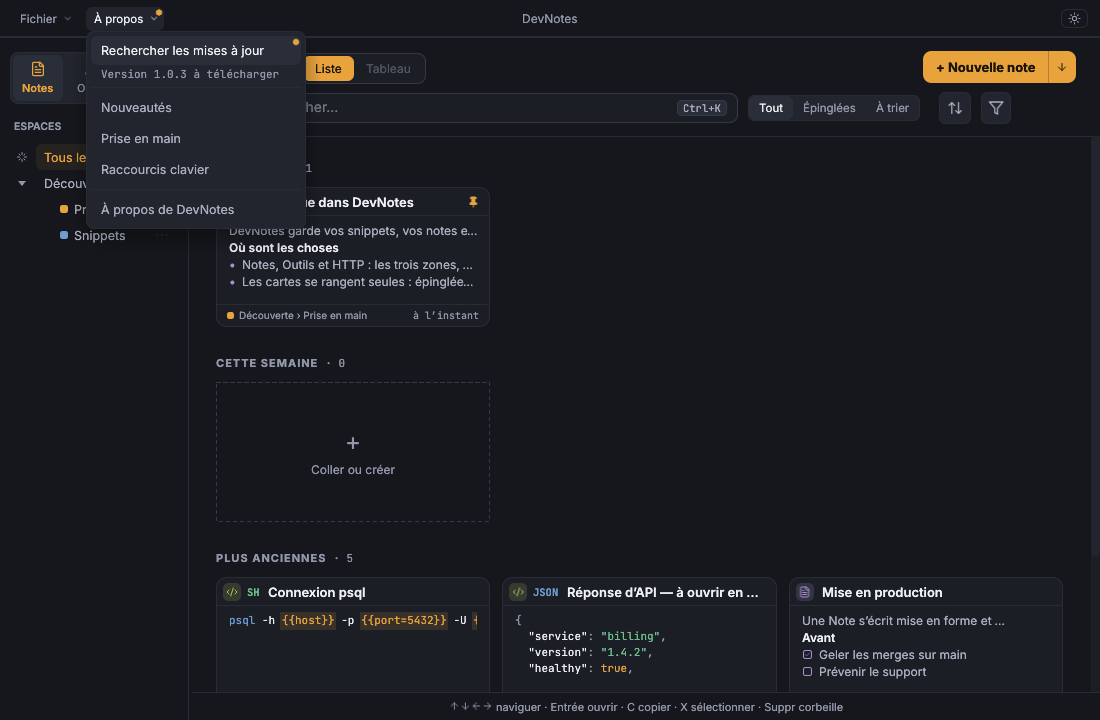 Fichier
À propos
DevNotes
Rechercher les mises à jour
Version 1.0.3 à télécharger
Nouveautés
Prise en main
Raccourcis clavier
À propos de DevNotes
Notes
ESPACES
Tous
Snippets
Liste
Tableau
+ Nouvelle note
Ctrl+K
Tout
Épinglées
À trier
1
dans DevNotes
DevNotes garde vos snippets, vos notes e...
Où sont les choses
• Notes, Outils et HTTP : les trois zones, ...
• Les cartes se rangent seules : épinglée...
Découverte › Prise en main
à l’instant
CETTE SEMAINE · 0
+
Coller ou créer
PLUS ANCIENNES · 5
SH Connexion psql
psql -h {{host}} -p {{port=5432}} -U
JSON Réponse d’API — à ouvrir en ...
{
"service": "billing",
"version": "1.4.2",
"healthy": true,
Mise en production
Une Note s’écrit mise en forme et ...
Avant
Geler les merges sur main
Prévenir le support
↑↓←→ naviguer · Entrée ouvrir · C copier · X sélectionner · Suppr corbeille